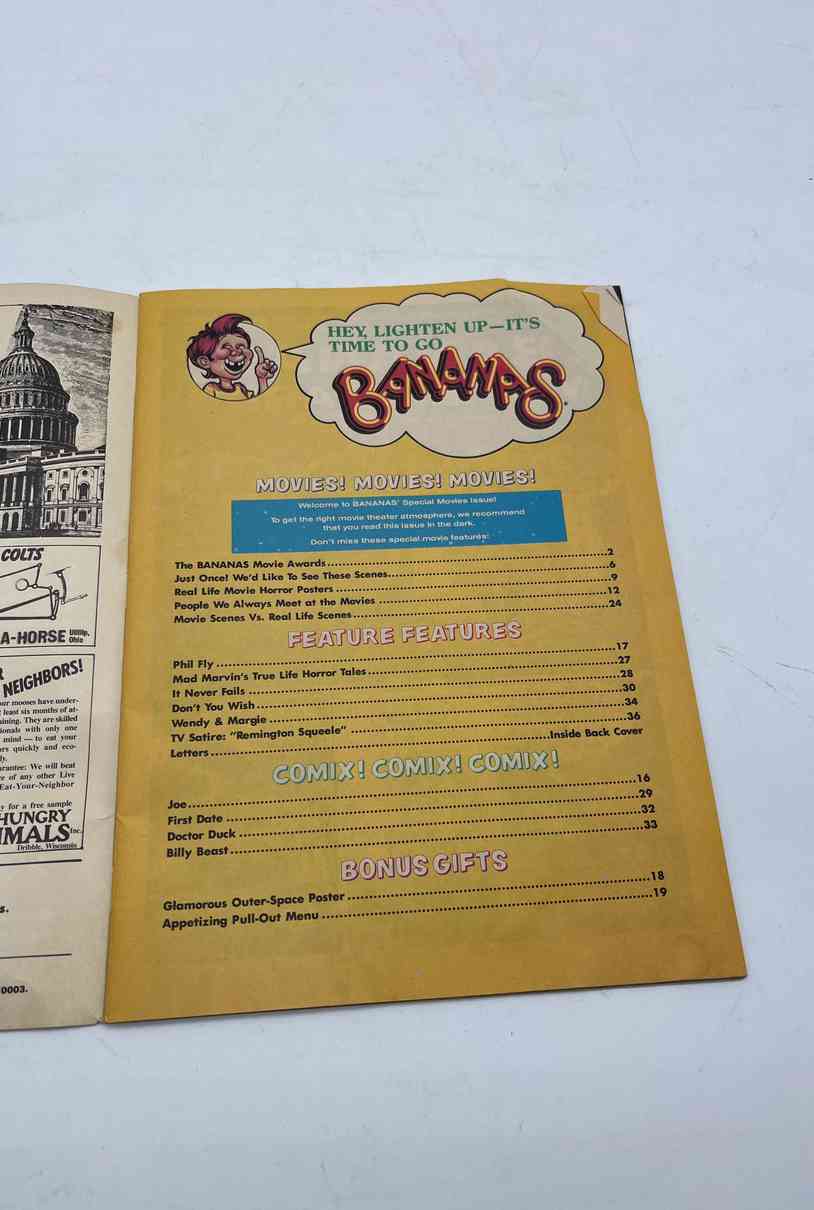 COLTS
A-HORSE Utility, Ohio
NEIGHBORS!
our mooses have under-
least six months of at-
aining. They are skilled
ionals with only one
mind — to eat your
ors quickly and eco-
ly.
arantee: We will beat
e of any other Live
Eat-Your-Neighbor
y for a free sample
HUNGRY
IMALS Inc.
Dribble, Wisconsin
s.
0003.
HEY, LIGHTEN UP—IT'S
TIME TO GO
BANANAS
MOVIES! MOVIES! MOVIES!
Welcome to BANANAS' Special Movies Issue!
To get the right movie theater atmosphere, we recommend
that you read this issue in the dark.
Don't miss these special movie features:
The BANANAS Movie Awards 2
Just Once! We'd Like To See These Scenes 6
Real Life Movie Horror Posters 9
People We Always Meet at the Movies 12
Movie Scenes Vs. Real Life Scenes 24
FEATURE FEATURES
Phil Fly 17
Mad Marvin's True Life Horror Tales 27
It Never Fails 28
Don't You Wish 30
Wendy & Margie 34
TV Satire: "Remington Squeele" 36
Letters Inside Back Cover
COMIX! COMIX! COMIX!
Joe 16
First Date 29
Doctor Duck 32
Billy Beast 33
BONUS GIFTS
Glamorous Outer-Space Poster 18
Appetizing Pull-Out Menu 19